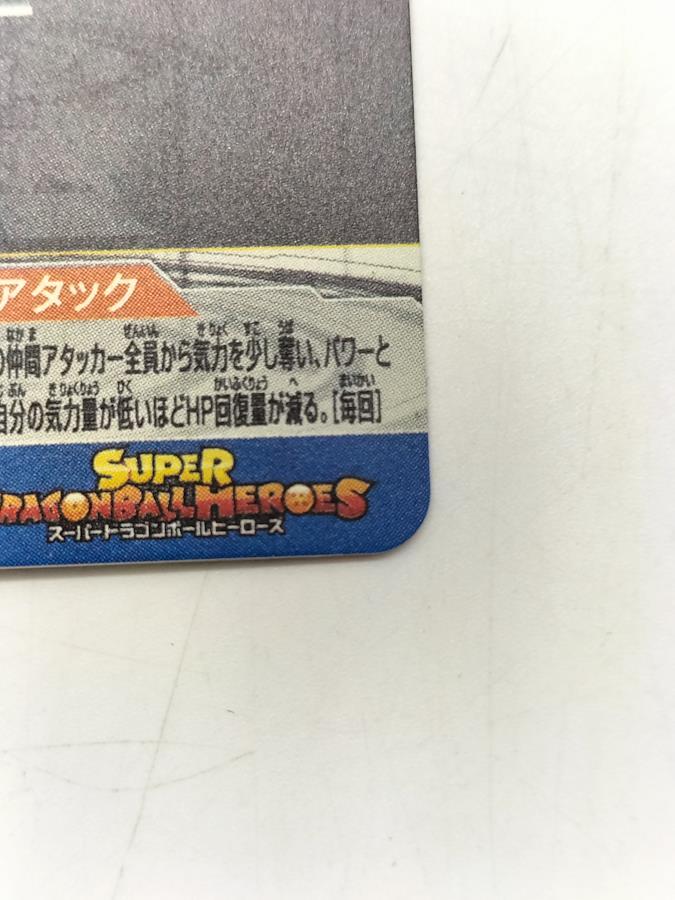 アタック
の仲間アタッカー全員から気力を少し奪い、パワーと
自分の気力量が低いほどHP回復量が減る。[毎回]
SUPER
DRAGONBALL HEROES
スーパードラゴンボールヒーローズ